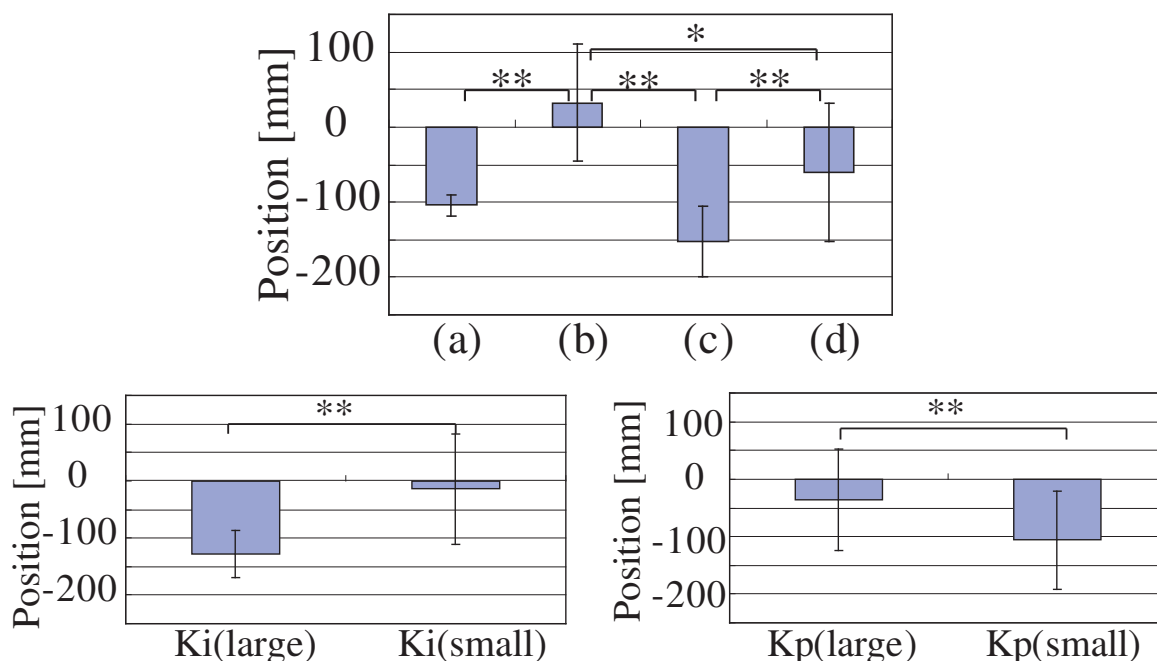 Position [mm]
100
0
-100
-200
*
** ** **
(a) (b) (c) (d)
Position [mm]
100
0
-100
-200
**
Ki(large) Ki(small)
Position [mm]
100
0
-100
-200
**
Kp(large) Kp(small)